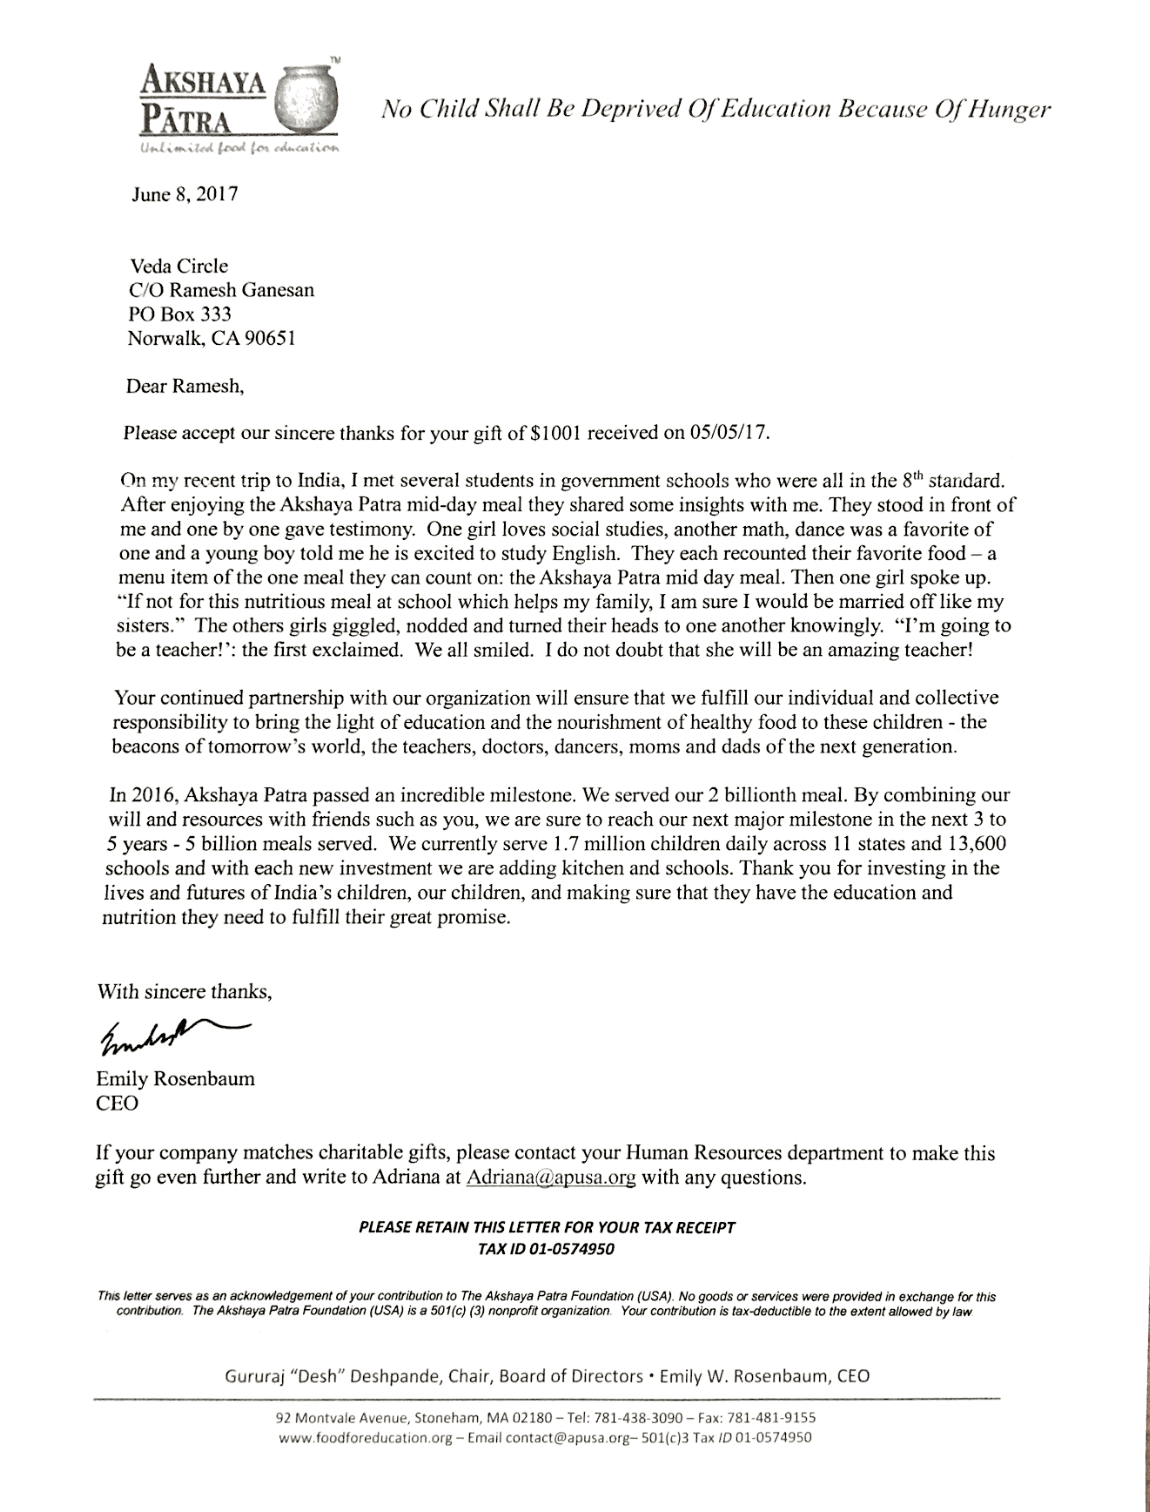 AKSHAYA
PĀTRA
TM
Unlimited food for education
No Child Shall Be Deprived Of Education Because Of Hunger
June 8, 2017
Veda Circle
C/O Ramesh Ganesan
PO Box 333
Norwalk, CA 90651
Dear Ramesh,
Please accept our sincere thanks for your gift of $1001 received on 05/05/17.
On my recent trip to India, I met several students in government schools who were all in the 8th standard.
After enjoying the Akshaya Patra mid-day meal they shared some insights with me. They stood in front of
me and one by one gave testimony. One girl loves social studies, another math, dance was a favorite of
one and a young boy told me he is excited to study English. They each recounted their favorite food – a
menu item of the one meal they can count on: the Akshaya Patra mid day meal. Then one girl spoke up.
“If not for this nutritious meal at school which helps my family, I am sure I would be married off like my
sisters.” The others girls giggled, nodded and turned their heads to one another knowingly. “I’m going to
be a teacher!’: the first exclaimed. We all smiled. I do not doubt that she will be an amazing teacher!
Your continued partnership with our organization will ensure that we fulfill our individual and collective
responsibility to bring the light of education and the nourishment of healthy food to these children - the
beacons of tomorrow’s world, the teachers, doctors, dancers, moms and dads of the next generation.
In 2016, Akshaya Patra passed an incredible milestone. We served our 2 billionth meal. By combining our
will and resources with friends such as you, we are sure to reach our next major milestone in the next 3 to
5 years - 5 billion meals served. We currently serve 1.7 million children daily across 11 states and 13,600
schools and with each new investment we are adding kitchen and schools. Thank you for investing in the
lives and futures of India’s children, our children, and making sure that they have the education and
nutrition they need to fulfill their great promise.
With sincere thanks,
Emily Rosenbaum
CEO
If your company matches charitable gifts, please contact your Human Resources department to make this
gift go even further and write to Adriana at Adriana@apusa.org with any questions.
PLEASE RETAIN THIS LETTER FOR YOUR TAX RECEIPT
TAX ID 01-0574950
This letter serves as an acknowledgement of your contribution to The Akshaya Patra Foundation (USA). No goods or services were provided in exchange for this
contribution. The Akshaya Patra Foundation (USA) is a 501(c) (3) nonprofit organization. Your contribution is tax-deductible to the extent allowed by law.
Gururaj “Desh” Deshpande, Chair, Board of Directors • Emily W. Rosenbaum, CEO
92 Montvale Avenue, Stoneham, MA 02180 – Tel: 781-438-3090 – Fax: 781-481-9155
www.foodforeducation.org – Email contact@apusa.org– 501(c)3 Tax ID 01-0574950